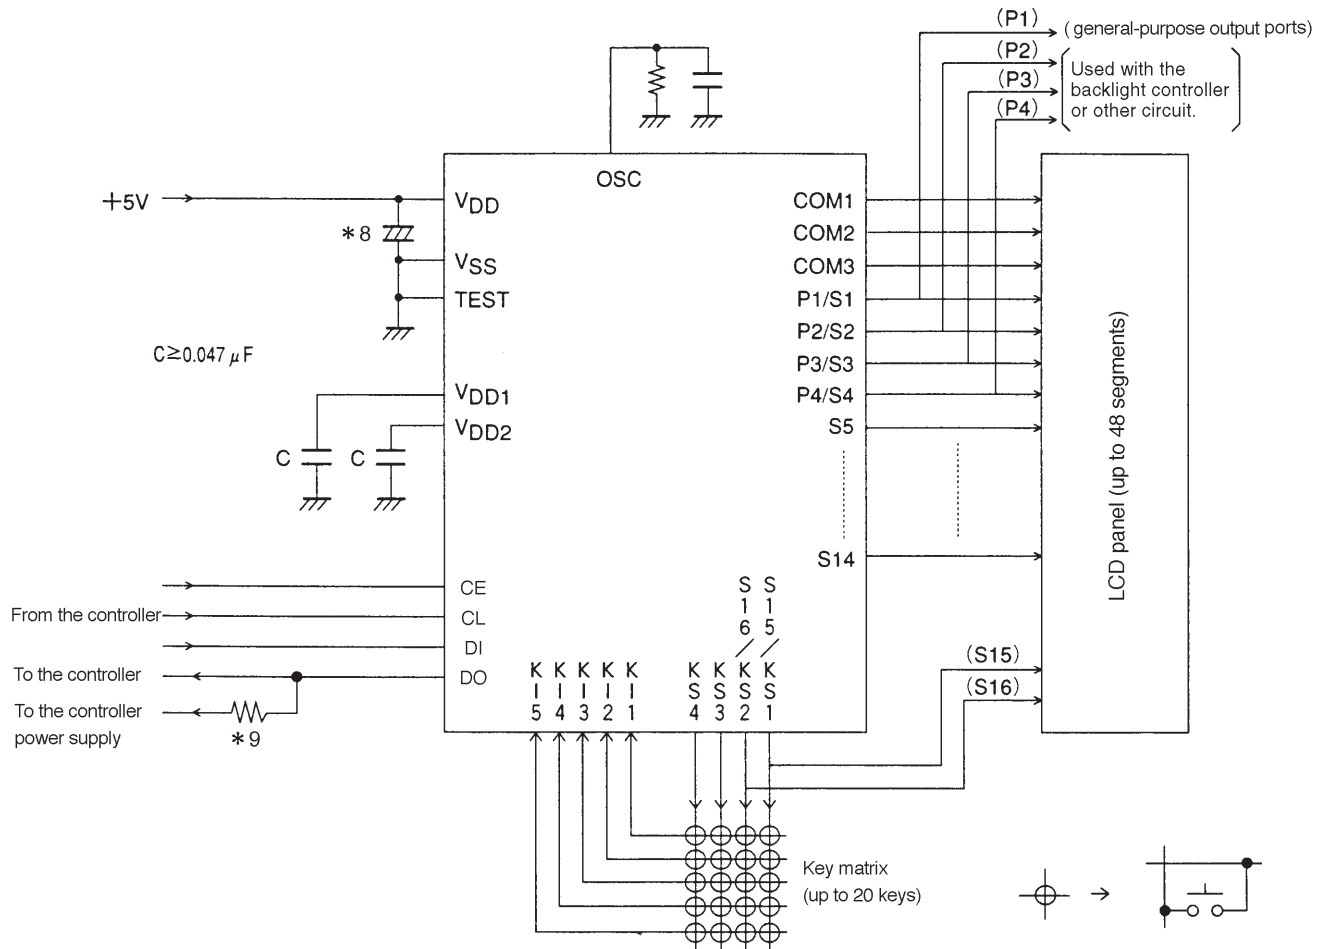 (P1)
(general-purpose output ports)
(P2)
(P3)
(P4)
Used with the
backlight controller
or other circuit.
OSC
+5V
VDD
*8
VSS
TEST
C≥0.047 μF
VDD1
VDD2
C
C
CE
From the controller
CL
DI
To the controller
DO
To the controller
power supply
*9
COM1
COM2
COM3
P1/S1
P2/S2
P3/S3
P4/S4
S5
S14
KI5
KI4
KI3
KI2
KI1
KS4
KS3
S16/KS2
S15/KS1
(S15)
(S16)
LCD panel (up to 48 segments)
Key matrix
(up to 20 keys)